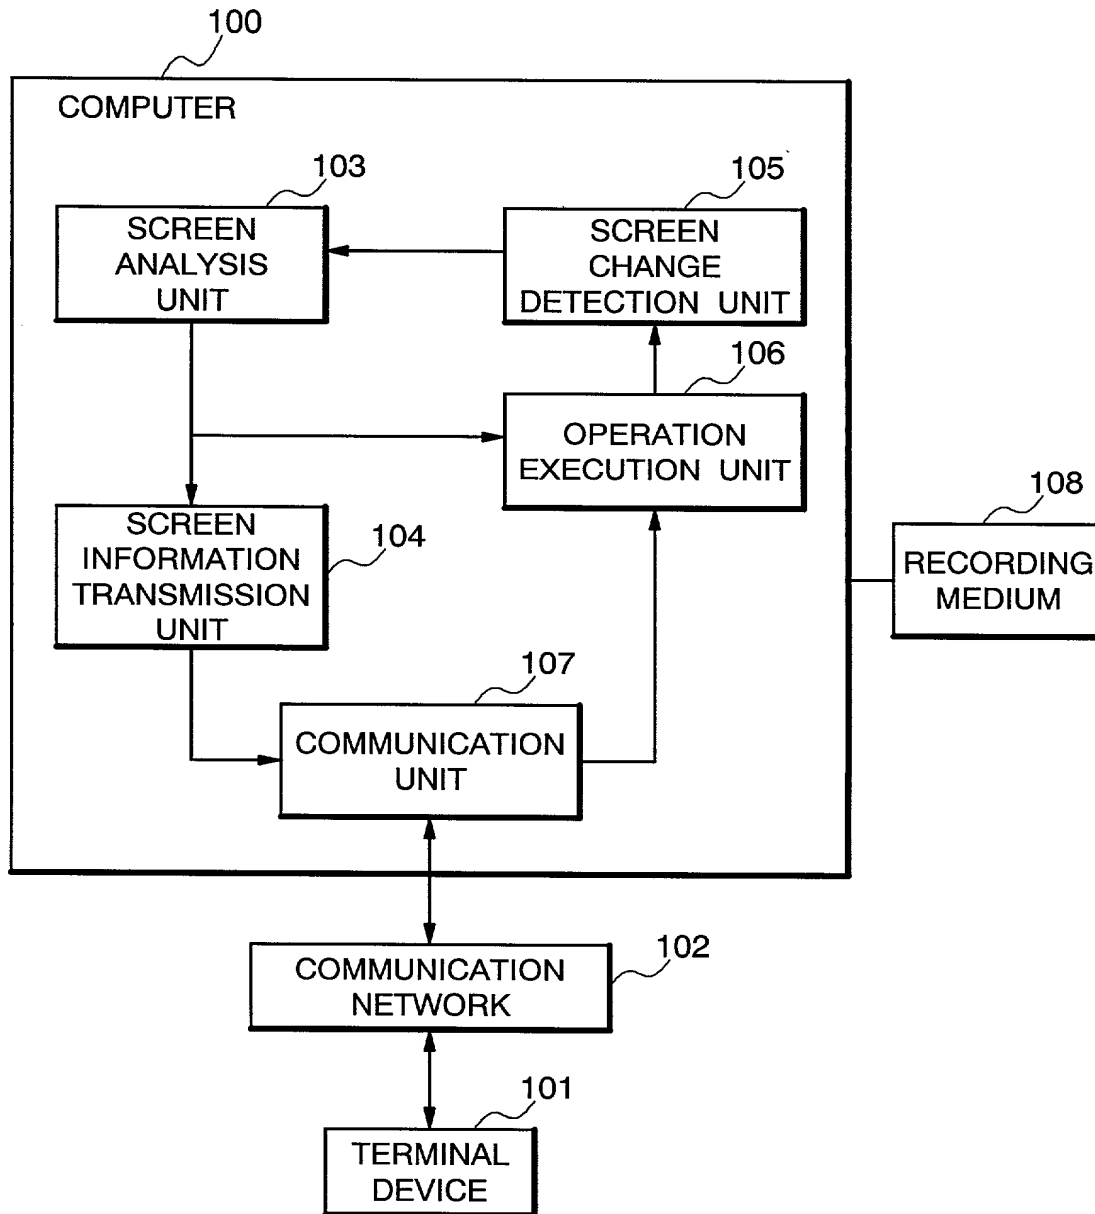 100
COMPUTER
103
SCREEN
ANALYSIS
UNIT
105
SCREEN
CHANGE
DETECTION UNIT
106
OPERATION
EXECUTION UNIT
SCREEN
INFORMATION
TRANSMISSION
UNIT
104
108
RECORDING
MEDIUM
107
COMMUNICATION
UNIT
102
COMMUNICATION
NETWORK
101
TERMINAL
DEVICE